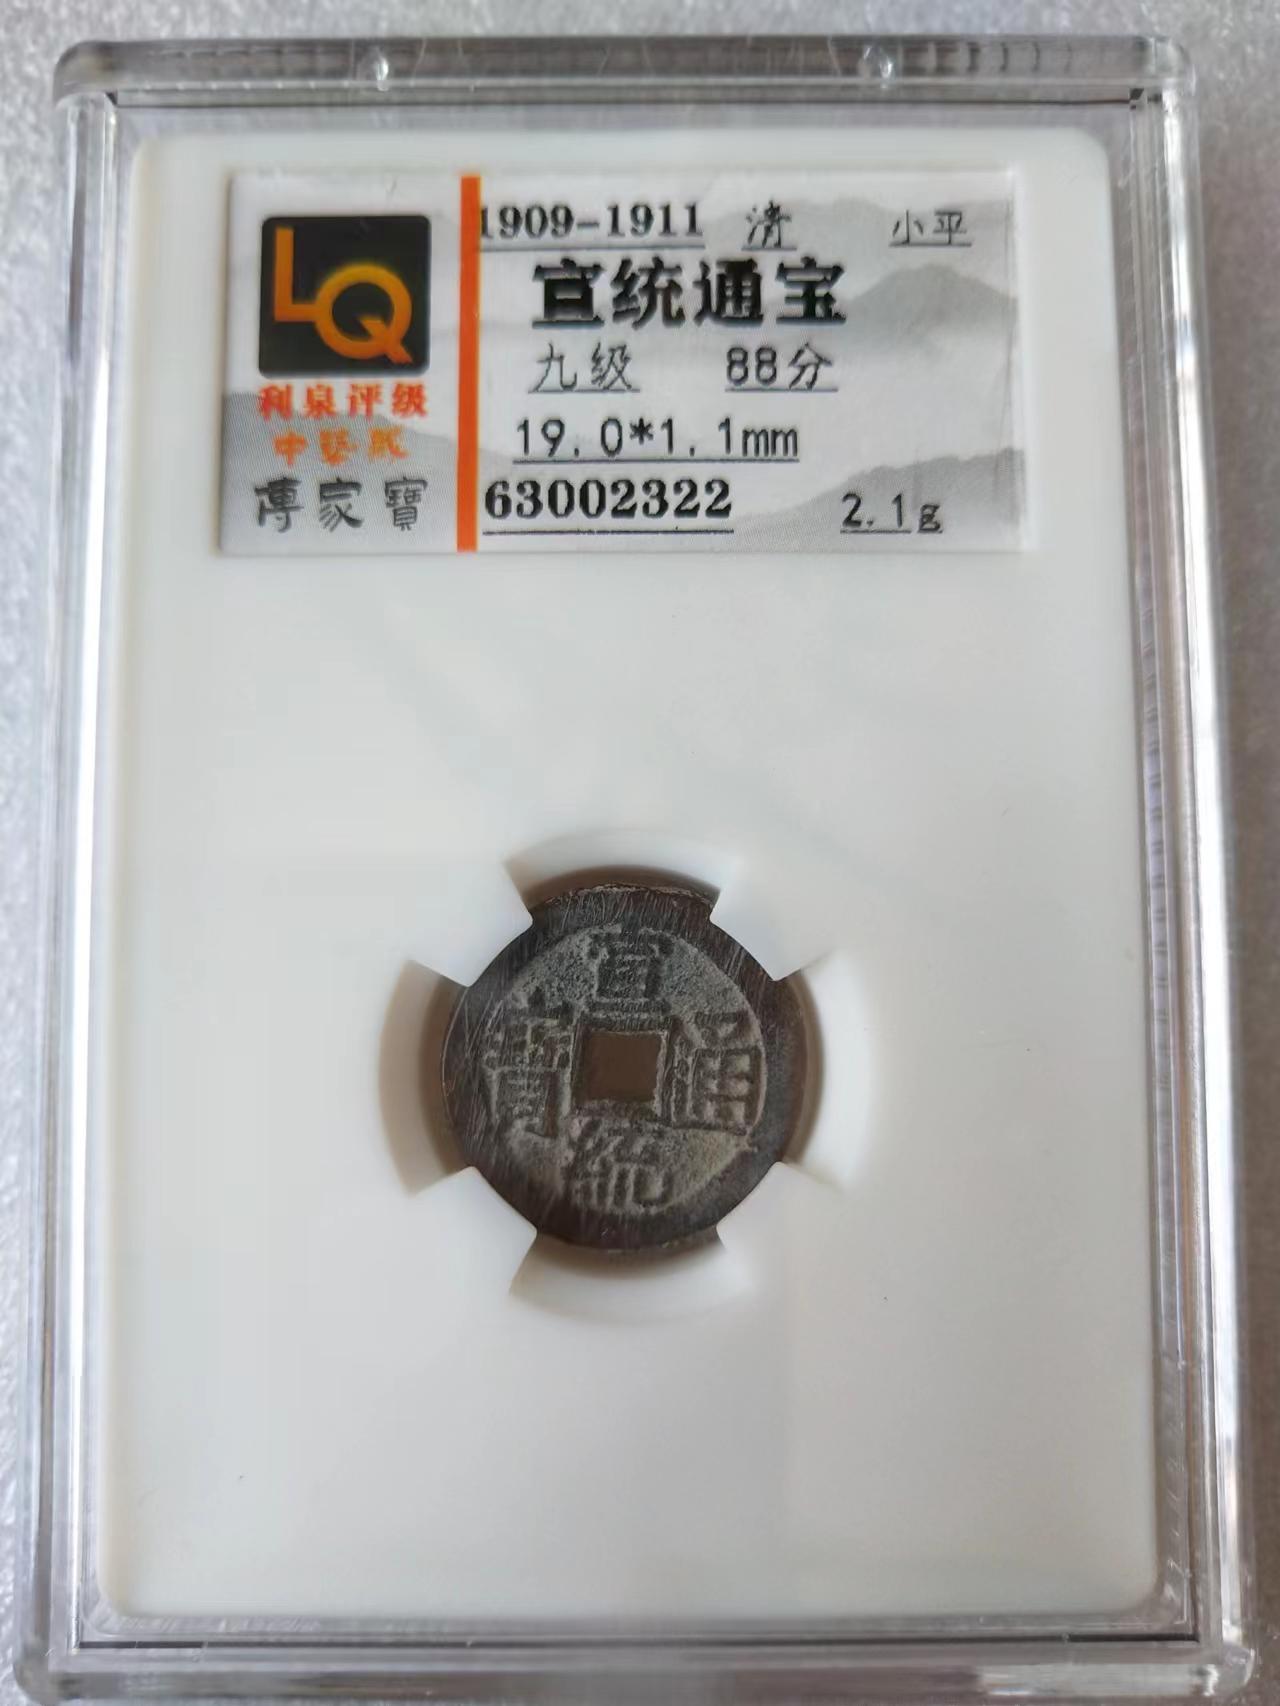 LQ
利泉评级
中艺熙
傳家寶
1909-1911 清 小平
宣统通宝
九级 88分
19.0*1.1mm
63002322 2.1g
宣
寶 通
統